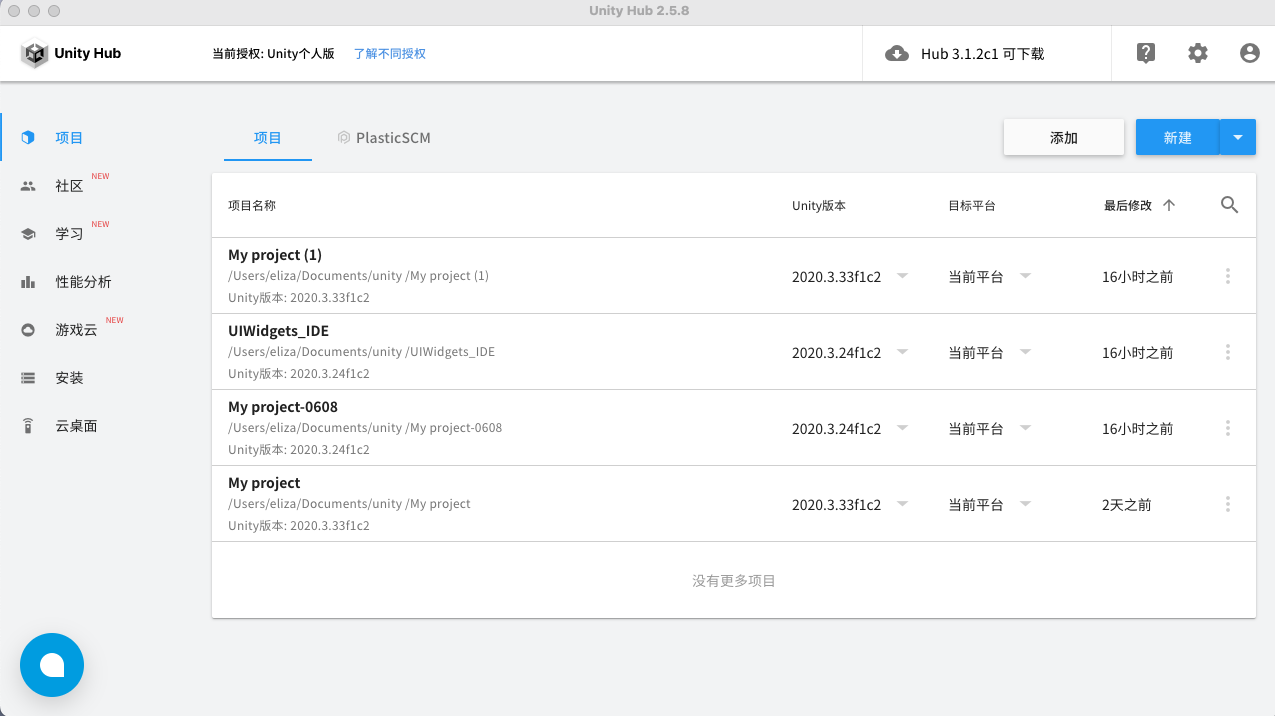 Unity Hub 2.5.8
Unity Hub
当前授权: Unity个人版 了解不同授权
Hub 3.1.2c1 可下载
项目
社区 NEW
学习 NEW
性能分析
游戏云 NEW
安装
云桌面
项目 PlasticSCM
添加 新建
项目名称 Unity版本 目标平台 最后修改
My project (1)
/Users/eliza/Documents/unity /My project (1)
Unity版本: 2020.3.33f1c2
2020.3.33f1c2 当前平台 16小时之前
UIWidgets_IDE
/Users/eliza/Documents/unity /UIWidgets_IDE
Unity版本: 2020.3.24f1c2
2020.3.24f1c2 当前平台 16小时之前
My project-0608
/Users/eliza/Documents/unity /My project-0608
Unity版本: 2020.3.24f1c2
2020.3.24f1c2 当前平台 16小时之前
My project
/Users/eliza/Documents/unity /My project
Unity版本: 2020.3.33f1c2
2020.3.33f1c2 当前平台 2天之前
没有更多项目